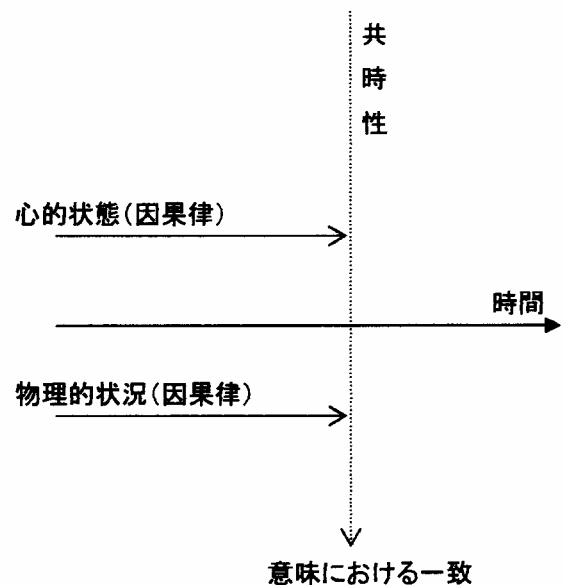 共時性
心的状態(因果律)
時間
物理的状況(因果律)
意味における一致